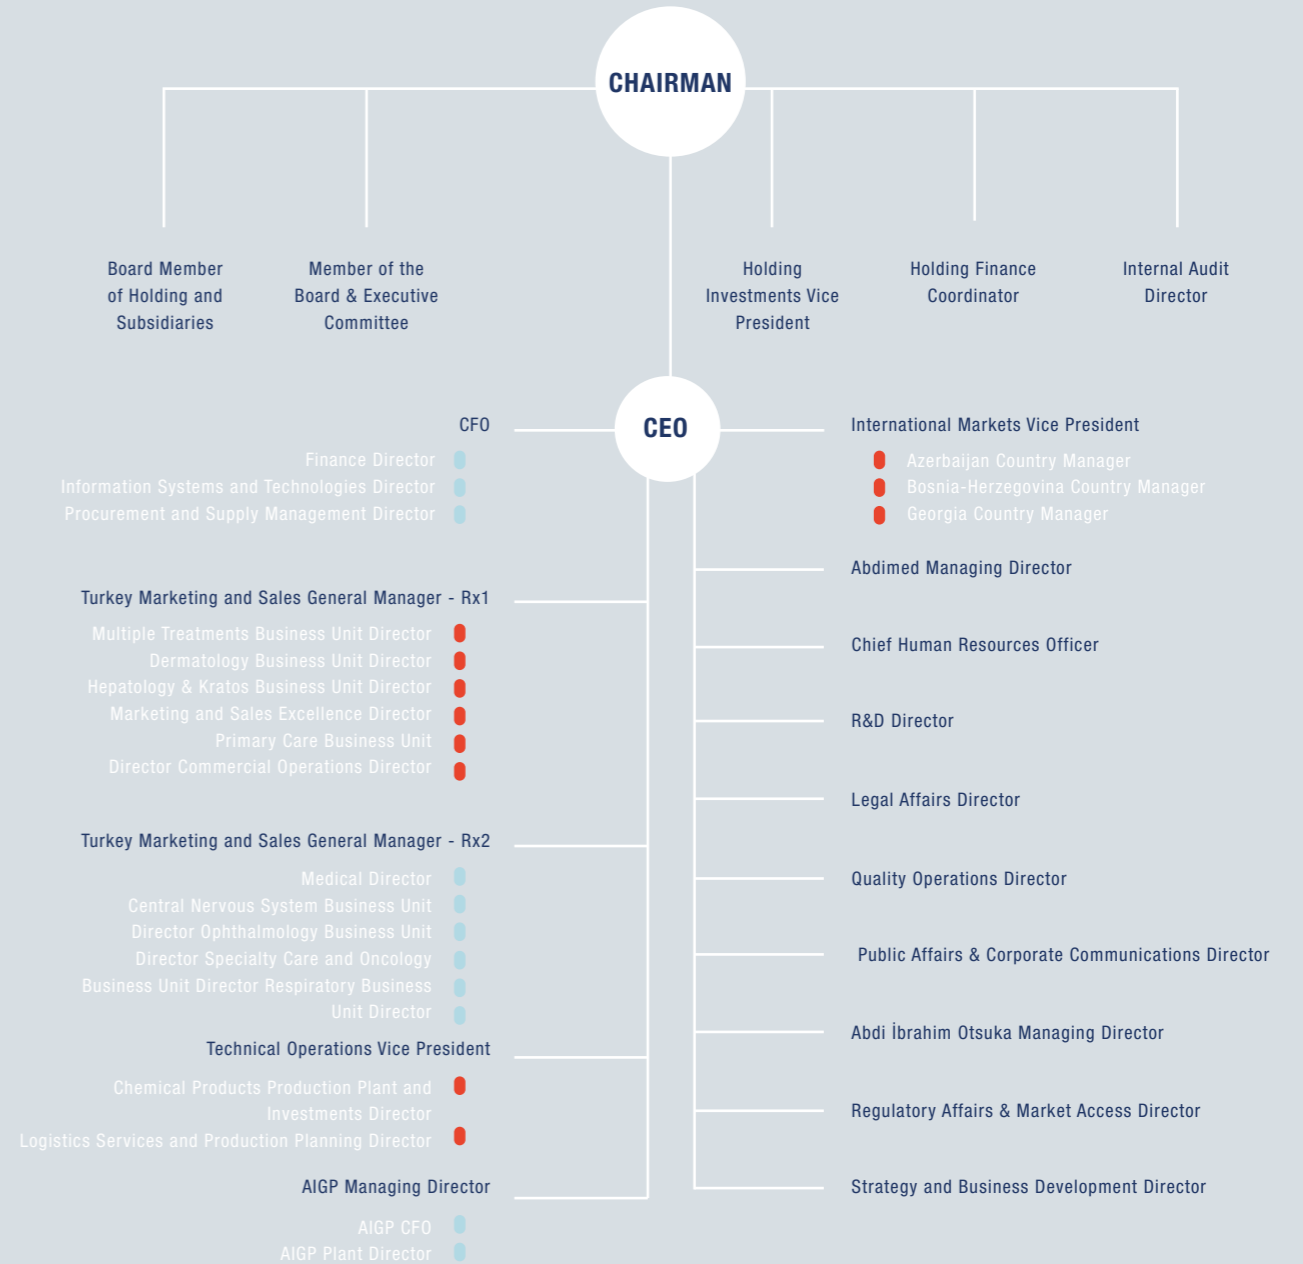 CHAIRMAN
Board Member
of Holding and
Subsidiaries
Member of the
Board & Executive
Committee
Holding
Investments Vice
President
Holding Finance
Coordinator
Internal Audit
Director
CEO
CFO
Finance Director
Information Systems and Technologies Director
Procurement and Supply Management Director
Turkey Marketing and Sales General Manager - Rx1
Multiple Treatments Business Unit Director
Dermatology Business Unit Director
Hepatology & Kratos Business Unit Director
Marketing and Sales Excellence Director
Primary Care Business Unit
Director Commercial Operations Director
Turkey Marketing and Sales General Manager - Rx2
Medical Director
Central Nervous System Business Unit
Director Ophthalmology Business Unit
Director Specialty Care and Oncology
Business Unit Director Respiratory Business
Unit Director
Technical Operations Vice President
Chemical Products Production Plant and
Investments Director
Logistics Services and Production Planning Director
AIGP Managing Director
AIGP CFO
AIGP Plant Director
International Markets Vice President
Azerbaijan Country Manager
Bosnia-Herzegovina Country Manager
Georgia Country Manager
Abdimed Managing Director
Chief Human Resources Officer
R&D Director
Legal Affairs Director
Quality Operations Director
Public Affairs & Corporate Communications Director
Abdi İbrahim Otsuka Managing Director
Regulatory Affairs & Market Access Director
Strategy and Business Development Director